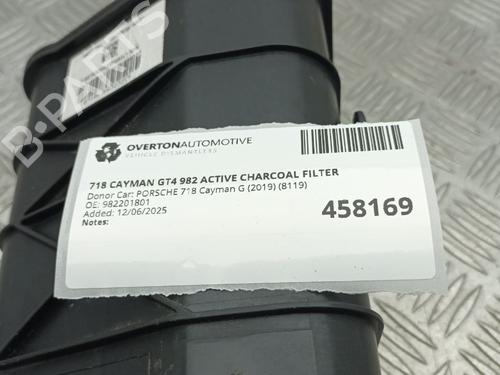 OVERTONAUTOMOTIVE
VEHICLE DISMANTLERS
718 CAYMAN GT4 982 ACTIVE CHARCOAL FILTER
Donor Car: PORSCHE 718 Cayman G (2019) (8119)
OE: 982201801
Added: 12/06/2025
Notes:
458169
B-PARTS